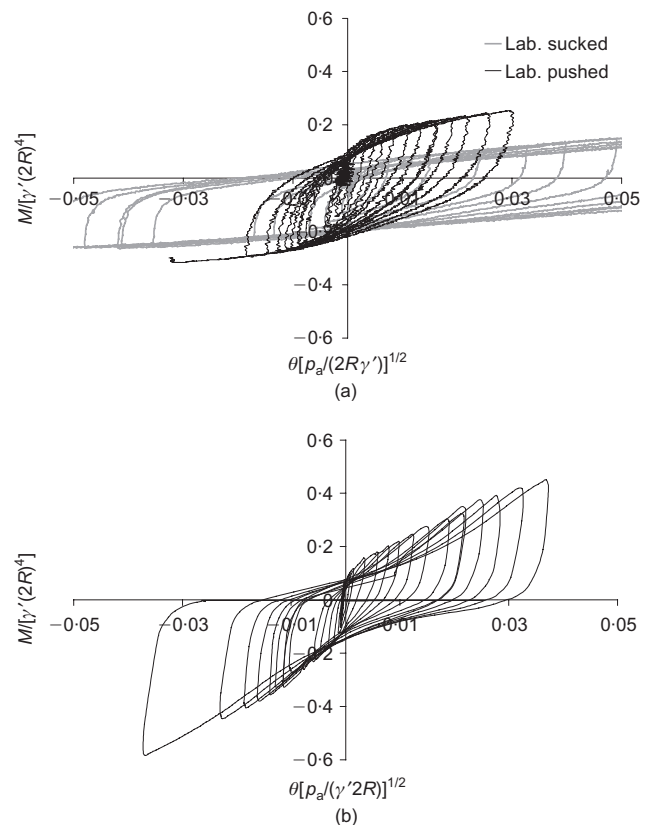 0·6
Lab. sucked
Lab. pushed
0·4
0·2
M/[γ′(2R)⁴]
−0·05 −0·03 −0·01 0 0·01 0·03 0·05
−0·2
−0·4
−0·6
θ[pₐ/(2Rγ′)]¹/²
(a)
0·6
0·4
0·2
M/[γ′(2R)⁴]
−0·05 −0·03 −0·01 0 0·01 0·03 0·05
−0·2
−0·4
−0·6
θ[pₐ/(γ′2R)]¹/²
(b)